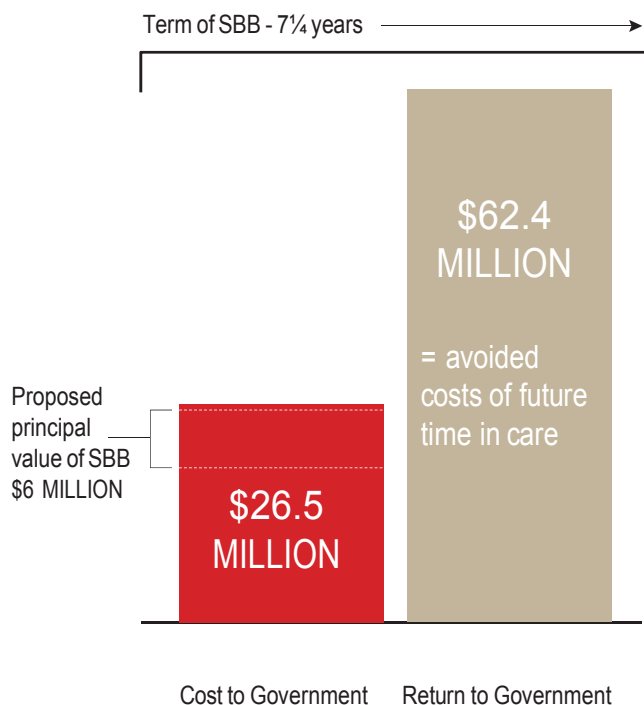 Term of SBB - 7¼ years
$62.4
MILLION
= avoided
costs of future
time in care
Proposed
principal
value of SBB
$6 MILLION
$26.5
MILLION
Cost to Government
Return to Government